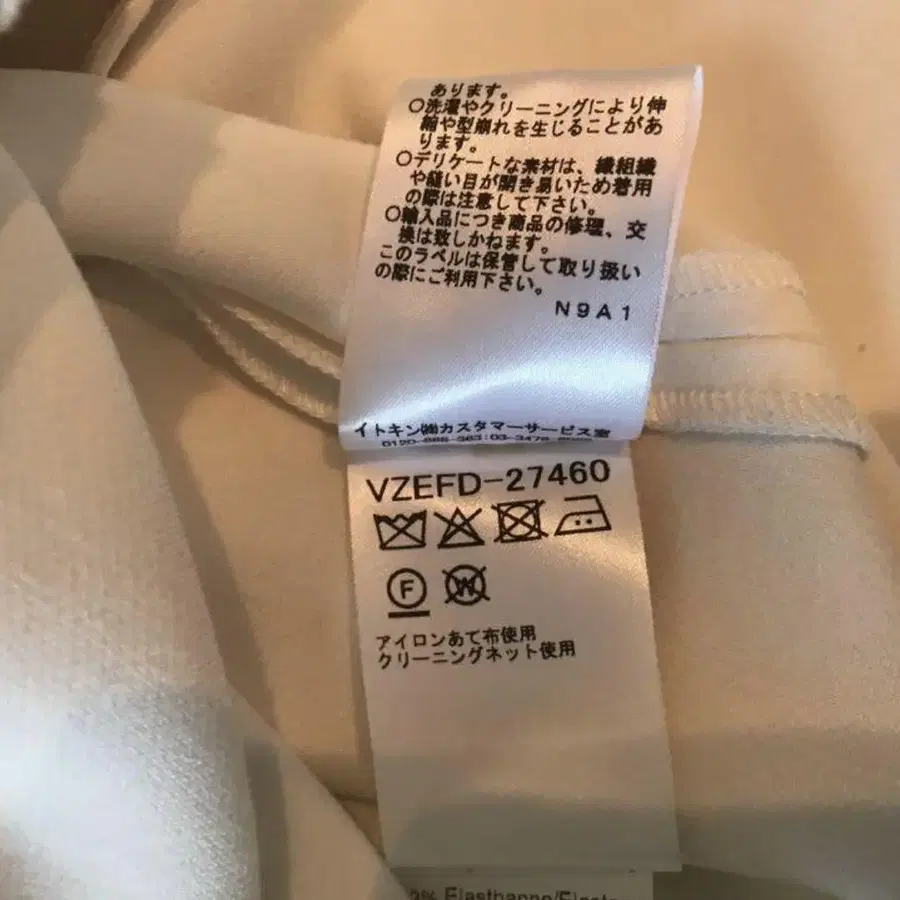 あります。
○洗濯やクリーニングにより伸
縮や型崩れを生じることがあ
ります。
○デリケートな素材は、織組織
や縫い目が開き易いため着用
の際は注意して下さい。
○輸入品につき商品の修理、交
換は致しかねます。
このラベルは保管して取り扱い
の際にご利用下さい。
N9A1
イトキン㈱カスタマーサービス室
VZEFD-27460
F
W
アイロンあて布使用
クリーニングネット使用